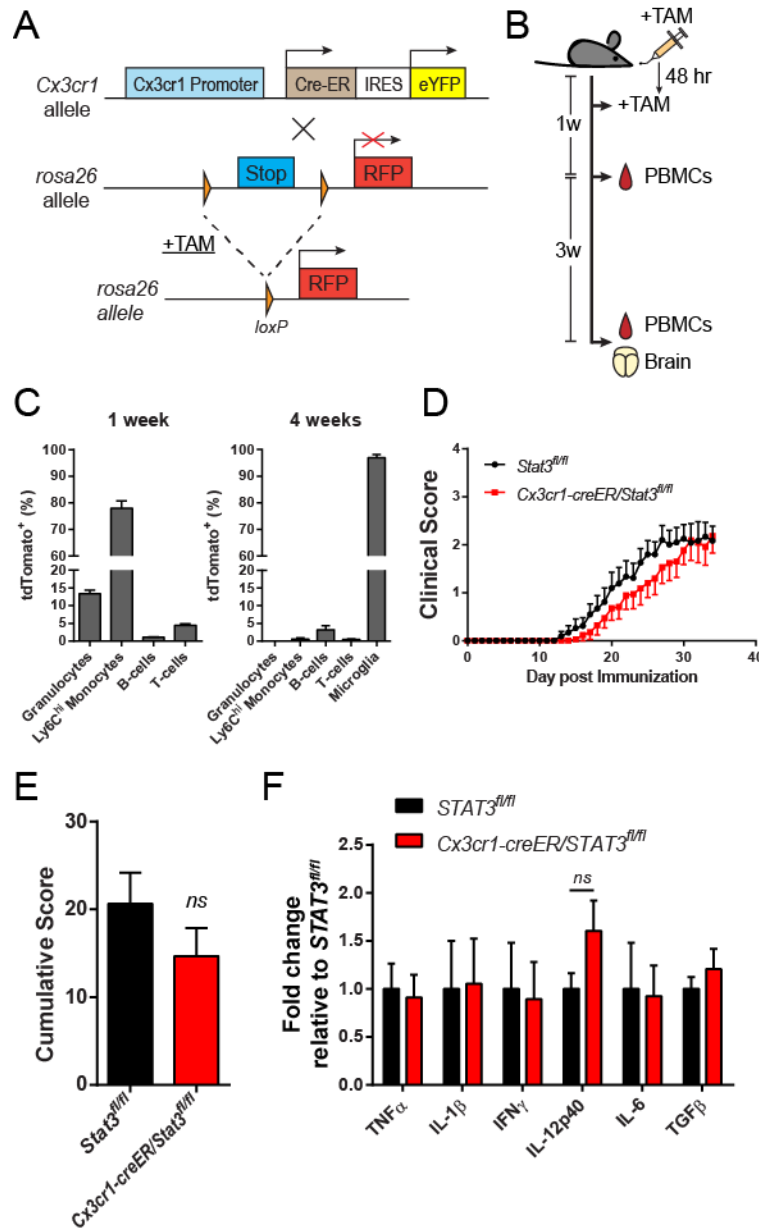 A
Cx3cr1
allele
Cx3cr1 Promoter
Cre-ER
IRES
eYFP
rosa26
allele
Stop
RFP
+TAM
RFP
rosa26
allele
loxP
B
+TAM
48 hr
+TAM
1w
PBMCs
3w
PBMCs
Brain
C
1 week
tdTomato+ (%)
100
90
80
70
60
15
10
5
0
Granulocytes
Ly6Chi Monocytes
B-cells
T-cells
4 weeks
tdTomato+ (%)
100
90
80
70
60
15
10
5
0
Granulocytes
Ly6Chi Monocytes
B-cells
T-cells
Microglia
D
Stat3fl/fl
Cx3cr1-creER/Stat3fl/fl
Clinical Score
4
3
2
1
0
0
10
20
30
40
Day post Immunization
E
Cumulative Score
30
20
10
0
ns
Stat3fl/fl
Cx3cr1-creER/Stat3fl/fl
F
STAT3fl/fl
Cx3cr1-creER/STAT3fl/fl
Fold change
relative to STAT3fl/fl
2.5
2.0
1.5
1.0
0.5
0.0
ns
TNFα
IL-1β
IFNγ
IL-12p40
IL-6
TGFβ